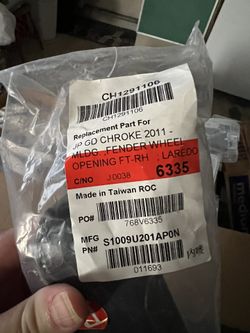 CH1291106
CH1291106
Replacement Part For
JP GD CHROKE 2011 -
MLDG ,FENDER WHEEL
OPENING FT-RH ; LAREDO
C/NO J0038 6335
Made in Taiwan ROC
PO#
768V6335
MFG
PN# S1009U201AP0N
011693